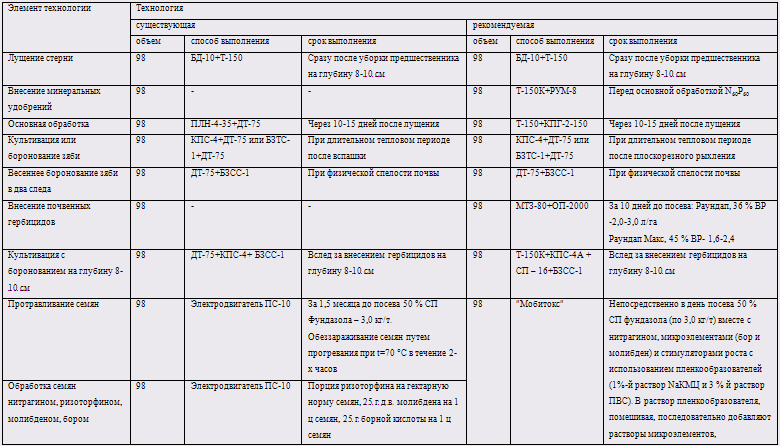 Элемент технологии
Технология
существующая
рекомендуемая
объем
способ выполнения
срок выполнения
объем
способ выполнения
срок выполнения
Лущение стерни
98
БД-10+Т-150
Сразу после уборки предшественника
на глубину 8-10.см
98
БД-10+Т-150
Сразу после уборки предшественника
на глубину 8-10.см
Внесение минеральных
удобрений
98
-
-
98
Т-150К+РУМ-8
Перед основной обработкой N60P60
Основная обработка
98
ПЛН-4-35+ДТ-75
Через 10-15 дней после лущения
98
Т-150+КПГ-2-150
Через 10-15 дней после лущения
Культивация или
боронование зяби
98
КПС-4+ДТ-75 или БЗТС-
1+ДТ-75
При длительном тепловом периоде
после вспашки
98
КПС-4+ДТ-75 или
БЗТС-1+ДТ-75
При длительном тепловом периоде
после плоскорезного рыхления
Весеннее боронование зяби
в два следа
98
ДТ-75+БЗСС-1
При физической спелости почвы
98
ДТ-75+БЗСС-1
При физической спелости почвы
Внесение почвенных
гербицидов
98
-
-
98
МТЗ-80+ОП-2000
За 10 дней до посева: Раундап, 36 % ВР
-2,0-3,0 л/га
Раундап Макс, 45 % ВР- 1,6-2,4
Культивация с
боронованием на глубину 8-
10.см
98
ДТ-75+КПС-4+ БЗСС-1
Вслед за внесением гербицидов на
глубину 8-10.см
98
Т-150К+КПС-4А +
СП – 16+БЗСС-1
Вслед за внесением гербицидов на
глубину 8-10.см
Протравливание семян
98
Электродвигатель ПС-10
За 1,5 месяца до посева 50 % СП
Фундазола – 3,0 кг/т.
Обеззараживание семян путем
прогревания при t=70 °С в течение 2-
х часов
98
"Мобитокс"
Непосредственно в день посева 50 %
СП фундазола (по 3,0 кг/т) вместе с
нитрагином, микроэлементами (бор и
молибден) и стимуляторами роста с
использованием пленкообразователей
(1%-й раствор NaКМЦ и 3 % й раствор
ПВС). В раствор пленкообразователя,
помешивая, последовательно добавляют
растворы микроэлементов,
Обработка семян
нитрагином, ризоторфином,
молибденом, бором
98
Электродвигатель ПС-10
Порция ризоторфина на гектарную
норму семян, 25.г. д.в. молибдена на 1
ц семян, 25.г. борной кислоты на 1 ц
семян